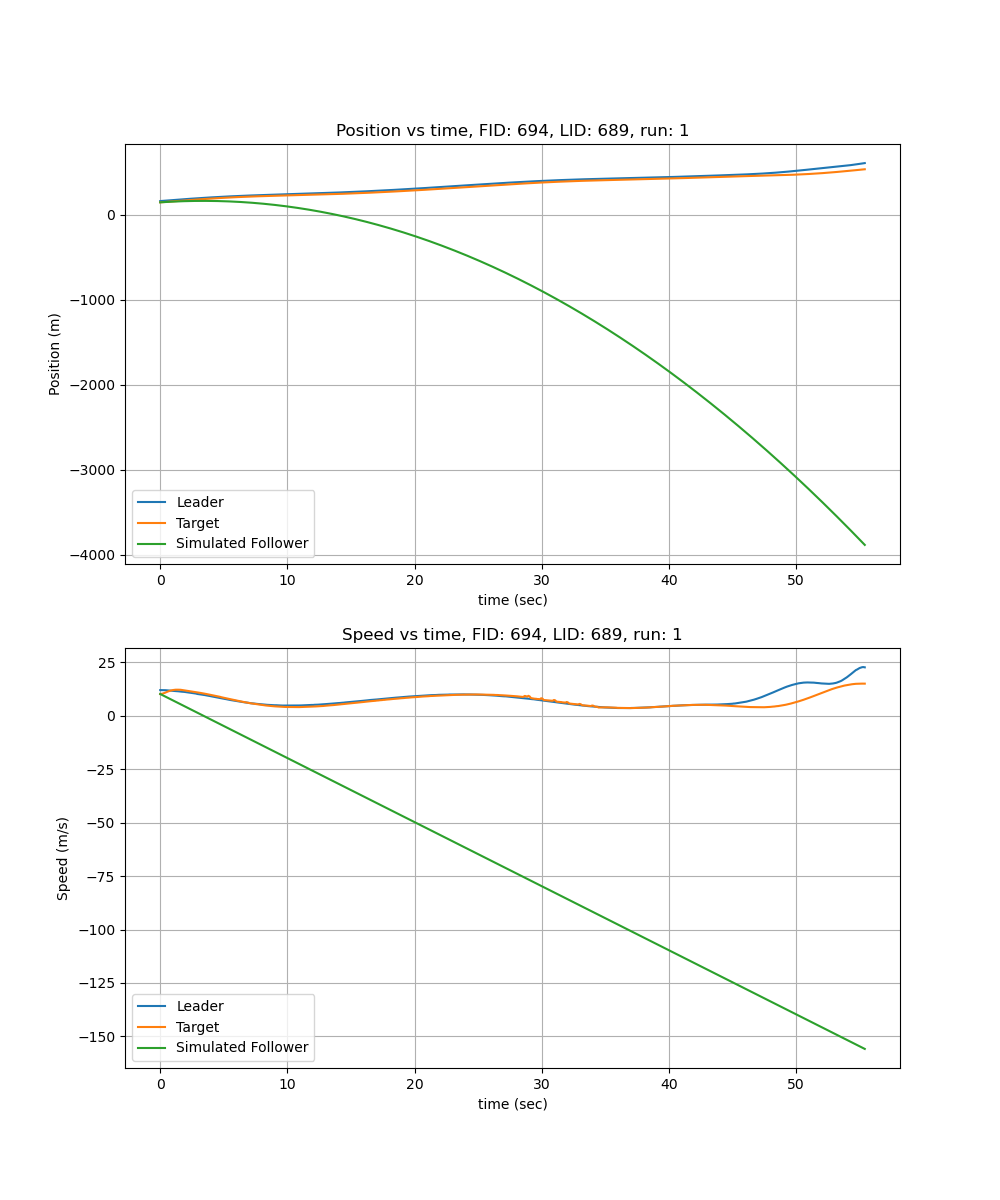 Position vs time, FID: 694, LID: 689, run: 1
0
−1000
−2000
−3000
−4000
Position (m)
Leader
Target
Simulated Follower
0 10 20 30 40 50
time (sec)
Speed vs time, FID: 694, LID: 689, run: 1
25
0
−25
−50
−75
−100
−125
−150
Speed (m/s)
Leader
Target
Simulated Follower
0 10 20 30 40 50
time (sec)